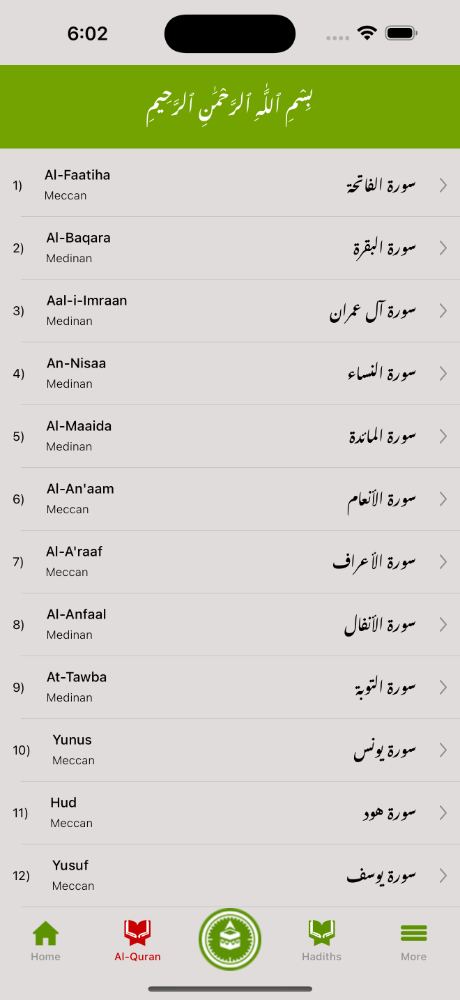 6:02
بِسْمِ ٱللَّهِ ٱلرَّحْمَٰنِ ٱلرَّحِيمِ
1) Al-Faatiha سورة الفاتحة
Meccan
2) Al-Baqara سورة البقرة
Medinan
3) Aal-i-Imraan سورة آل عمران
Medinan
4) An-Nisaa سورة النساء
Medinan
5) Al-Maaida سورة المائدة
Medinan
6) Al-An'aam سورة الأنعام
Meccan
7) Al-A'raaf سورة الأعراف
Meccan
8) Al-Anfaal سورة الأنفال
Medinan
9) At-Tawba سورة التوبة
Medinan
10) Yunus سورة يونس
Meccan
11) Hud سورة هود
Meccan
12) Yusuf سورة يوسف
Meccan
Home Al-Quran Hadiths More